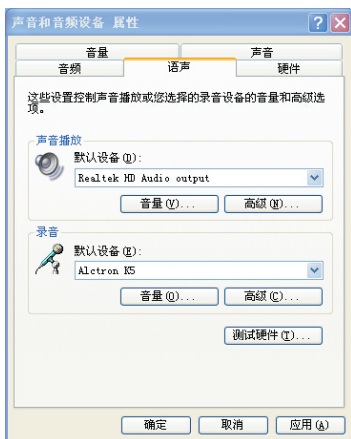 声音和音频设备 属性
音量 声音
音频 语声 硬件
这些设置控制声音播放或您选择的录音设备的音量和高级选
项。
声音播放
默认设备(D):
Realtek HD Audio output
音量(V)... 高级(N)...
录音
默认设备(E):
Alctron K5
音量(O)... 高级(C)...
测试硬件(T)...
确定 取消 应用(A)